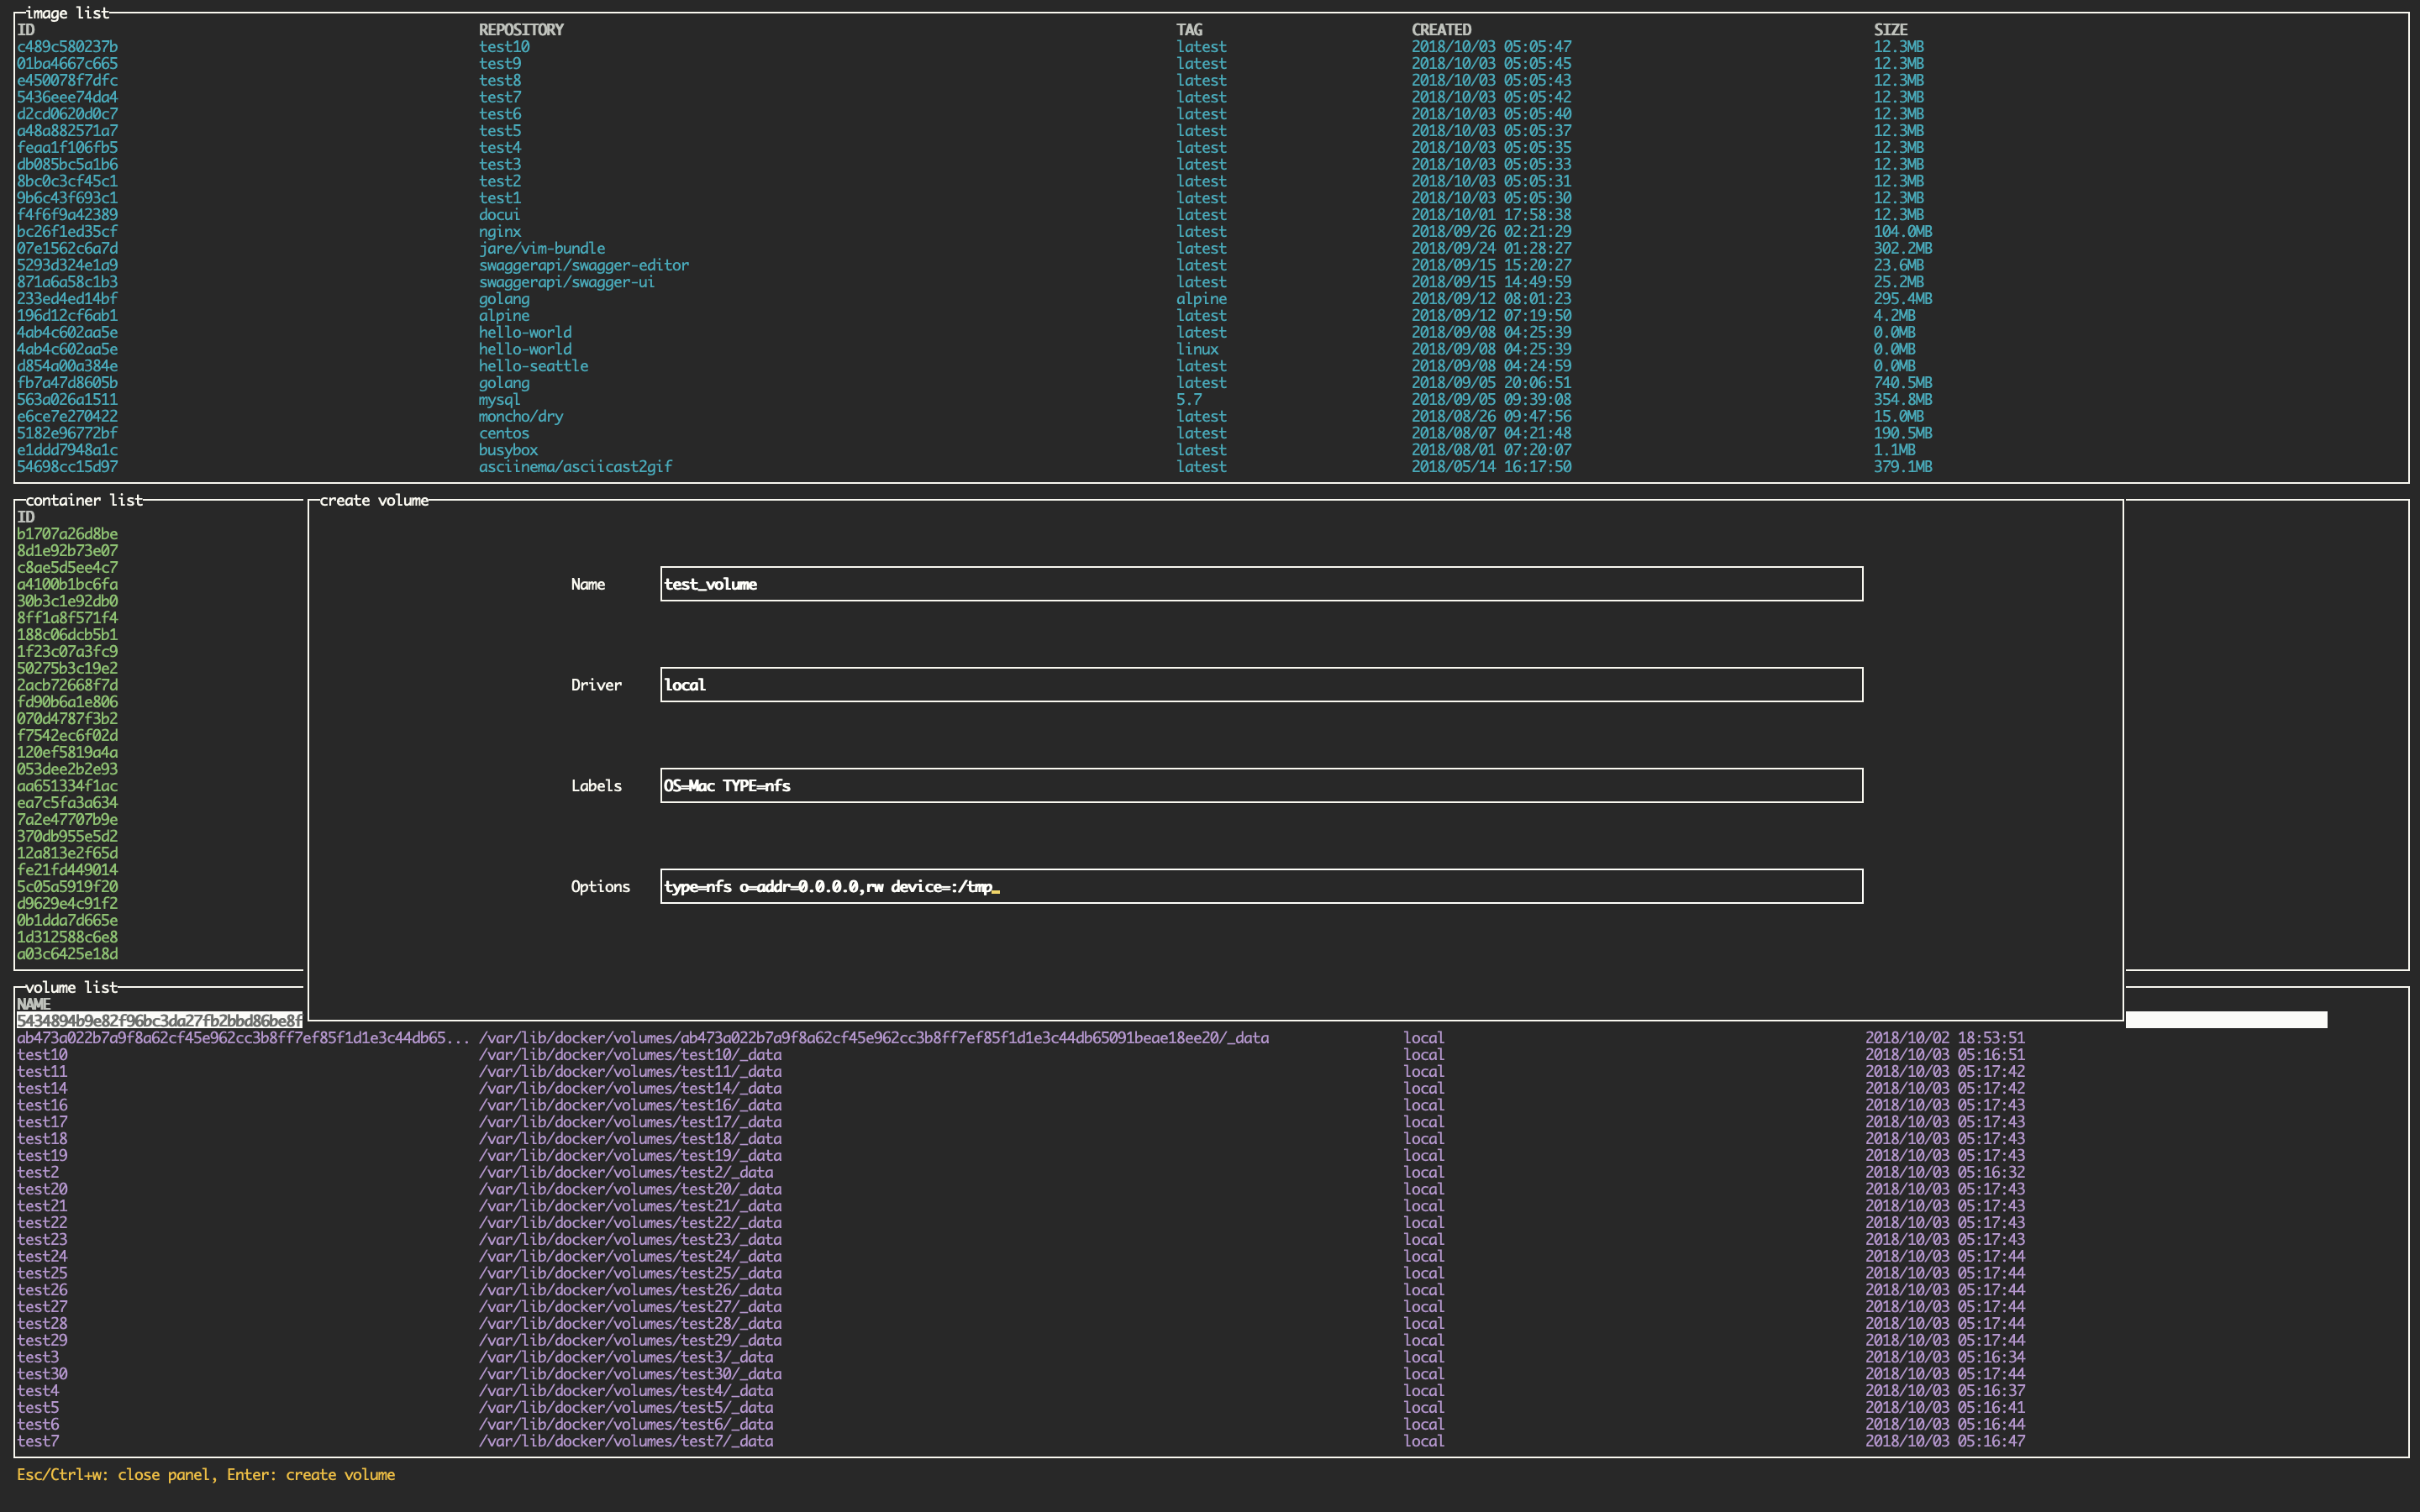 image list
ID REPOSITORY TAG CREATED SIZE
c489c580237b test10 latest 2018/10/03 05:05:47 12.3MB
01ba4667c665 test9 latest 2018/10/03 05:05:45 12.3MB
e450078f7dfc test8 latest 2018/10/03 05:05:43 12.3MB
5436eee74da4 test7 latest 2018/10/03 05:05:42 12.3MB
d2cd0620d0c7 test6 latest 2018/10/03 05:05:40 12.3MB
a48a882571a7 test5 latest 2018/10/03 05:05:37 12.3MB
feaa1f106fb5 test4 latest 2018/10/03 05:05:35 12.3MB
db085bc5a1b6 test3 latest 2018/10/03 05:05:33 12.3MB
8bc0c3cf45c1 test2 latest 2018/10/03 05:05:31 12.3MB
9b6c43f693c1 test1 latest 2018/10/03 05:05:30 12.3MB
f4f6f9a42389 docui latest 2018/10/01 17:58:38 12.3MB
bc26f1ed35cf nginx latest 2018/09/26 02:21:29 104.0MB
07e1562c6a7d jare/vim-bundle latest 2018/09/24 01:28:27 302.2MB
5293d324e1a9 swaggerapi/swagger-editor latest 2018/09/15 15:20:27 23.6MB
871a6a58c1b3 swaggerapi/swagger-ui latest 2018/09/15 14:49:59 25.2MB
233ed4ed14bf golang alpine 2018/09/12 08:01:23 295.4MB
196d12cf6ab1 alpine latest 2018/09/12 07:19:50 4.2MB
4ab4c602aa5e hello-world latest 2018/09/08 04:25:39 0.0MB
4ab4c602aa5e hello-world linux 2018/09/08 04:25:39 0.0MB
d854a00a384e hello-seattle latest 2018/09/08 04:24:59 0.0MB
fb7a47d8605b golang latest 2018/09/05 20:06:51 740.5MB
563a026a1511 mysql 5.7 2018/09/05 09:39:08 354.8MB
e6ce7e270422 moncho/dry latest 2018/08/26 09:47:56 15.0MB
5182e96772bf centos latest 2018/08/07 04:21:48 190.5MB
e1ddd7948a1c busybox latest 2018/08/01 07:20:07 1.1MB
54698cc15d97 asciinema/asciicast2gif latest 2018/05/14 16:17:50 379.1MB
container list
ID
b1707a26d8be
8d1e92b73e07
c8ae5d5ee4c7
a4100b1bc6fa
30b3c1e92db0
8ff1a8f571f4
188c06dcb5b1
1f23c07a3fc9
50275b3c19e2
2acb72668f7d
fd90b6a1e806
070d4787f3b2
f7542ec6f02d
120ef5819a4a
053dee2b2e93
aa651334f1ac
ea7c5fa3a634
7a2e47707b9e
370db955e5d2
12a813e2f65d
fe21fd449014
5c05a5919f20
d9629e4c91f2
0b1dda7d665e
1d312588c6e8
a03c6425e18d
create volume
Name test_volume
Driver local
Labels OS=Mac TYPE=nfs
Options type=nfs o=addr=0.0.0.0,rw device=:/tmp_
volume list
NAME
5434894b9e82f96bc3da27fb2bbd86be8f
ab473a022b7a9f8a62cf45e962cc3b8ff7ef85f1d1e3c44db65... /var/lib/docker/volumes/ab473a022b7a9f8a62cf45e962cc3b8ff7ef85f1d1e3c44db65091beae18ee20/_data local 2018/10/02 18:53:51
test10 /var/lib/docker/volumes/test10/_data local 2018/10/03 05:16:51
test11 /var/lib/docker/volumes/test11/_data local 2018/10/03 05:17:42
test14 /var/lib/docker/volumes/test14/_data local 2018/10/03 05:17:42
test16 /var/lib/docker/volumes/test16/_data local 2018/10/03 05:17:43
test17 /var/lib/docker/volumes/test17/_data local 2018/10/03 05:17:43
test18 /var/lib/docker/volumes/test18/_data local 2018/10/03 05:17:43
test19 /var/lib/docker/volumes/test19/_data local 2018/10/03 05:17:43
test2 /var/lib/docker/volumes/test2/_data local 2018/10/03 05:16:32
test20 /var/lib/docker/volumes/test20/_data local 2018/10/03 05:17:43
test21 /var/lib/docker/volumes/test21/_data local 2018/10/03 05:17:43
test22 /var/lib/docker/volumes/test22/_data local 2018/10/03 05:17:43
test23 /var/lib/docker/volumes/test23/_data local 2018/10/03 05:17:43
test24 /var/lib/docker/volumes/test24/_data local 2018/10/03 05:17:44
test25 /var/lib/docker/volumes/test25/_data local 2018/10/03 05:17:44
test26 /var/lib/docker/volumes/test26/_data local 2018/10/03 05:17:44
test27 /var/lib/docker/volumes/test27/_data local 2018/10/03 05:17:44
test28 /var/lib/docker/volumes/test28/_data local 2018/10/03 05:17:44
test29 /var/lib/docker/volumes/test29/_data local 2018/10/03 05:17:44
test3 /var/lib/docker/volumes/test3/_data local 2018/10/03 05:16:34
test30 /var/lib/docker/volumes/test30/_data local 2018/10/03 05:17:44
test4 /var/lib/docker/volumes/test4/_data local 2018/10/03 05:16:37
test5 /var/lib/docker/volumes/test5/_data local 2018/10/03 05:16:41
test6 /var/lib/docker/volumes/test6/_data local 2018/10/03 05:16:44
test7 /var/lib/docker/volumes/test7/_data local 2018/10/03 05:16:47
Esc/Ctrl+w: close panel, Enter: create volume